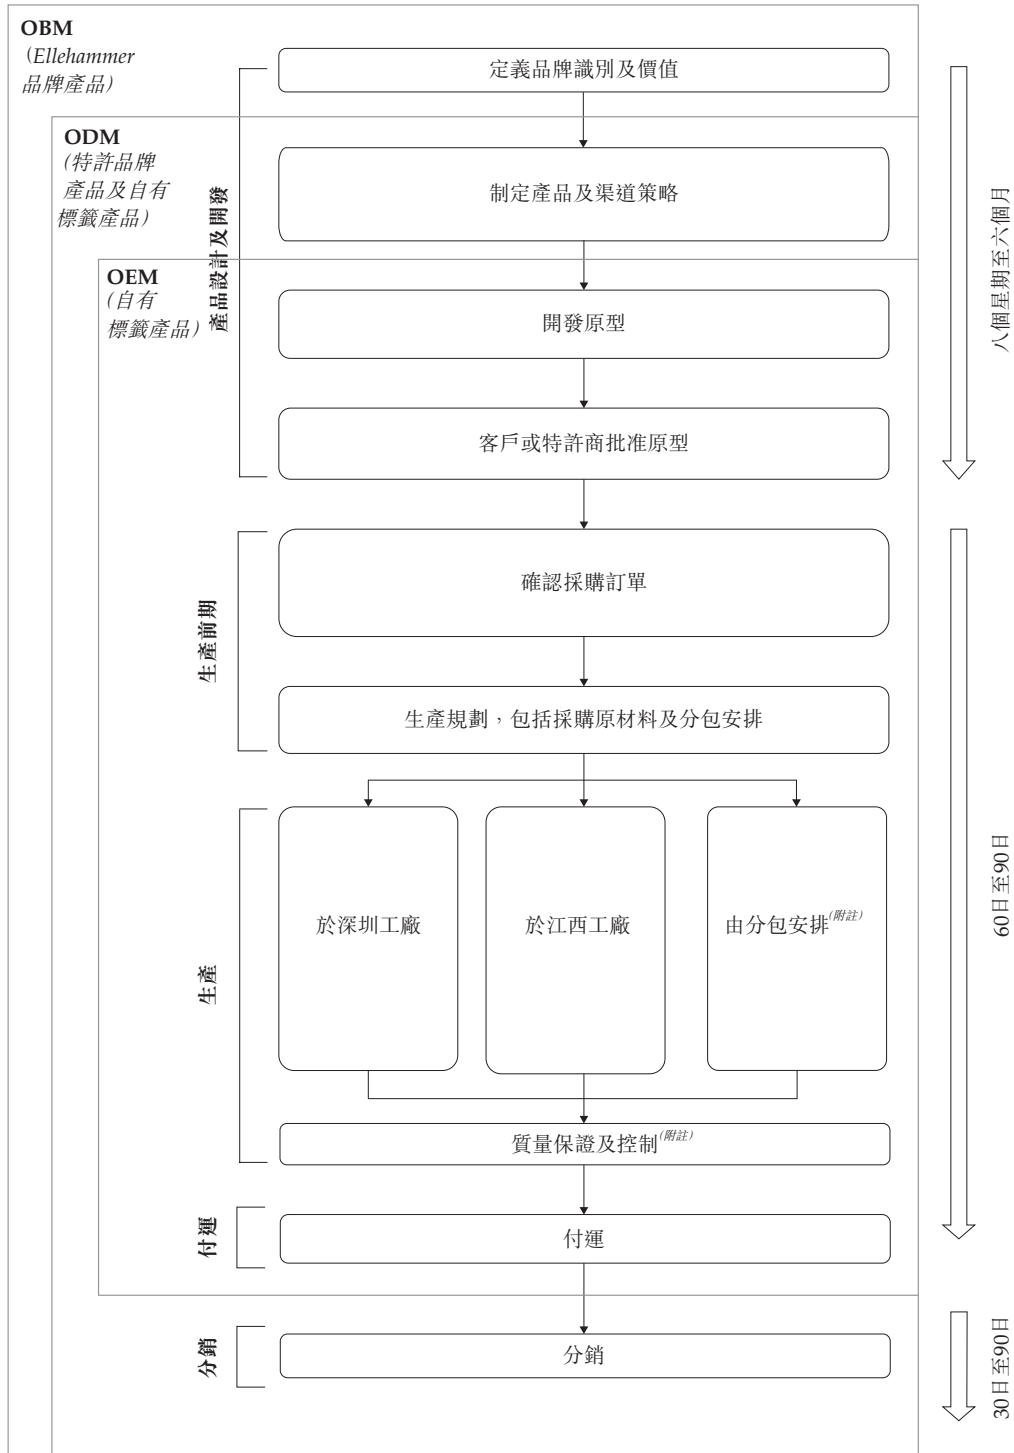 OBM
(Ellehammer
品牌產品)
定義品牌識別及價值
ODM
(特許品牌
產品及自有
標籤產品)
制定產品及渠道策略
產品設計及開發
八個星期至六個月
OEM
(自有
標籤產品)
開發原型
客戶或特許商批准原型
確認採購訂單
生產前期
生產規劃，包括採購原材料及分包安排
於深圳工廠
於江西工廠
由分包安排(附註)
生產
60日至90日
質量保證及控制(附註)
付運
付運
分銷
分銷
30日至90日